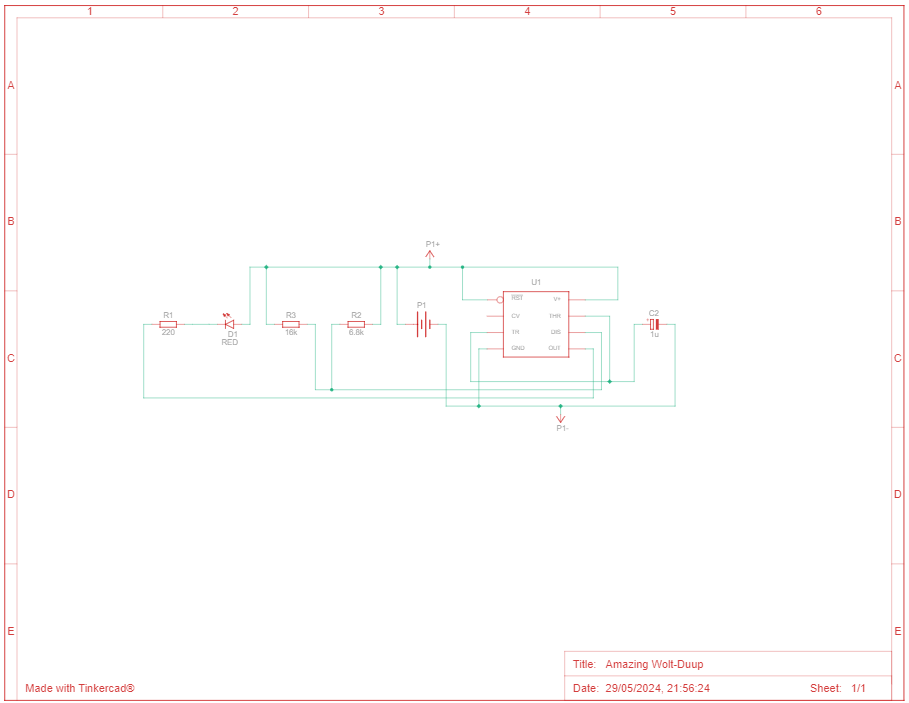 1 2 3 4 5 6
A A
B B
P1+
U1
RST V+
P1
R1 R3 R2 CV THR C2
+
220 D1 16k 6.8k TR DIS 1u
RED
GND OUT
C C
P1-
D D
E E
Title: Amazing Wolt-Duup
Made with Tinkercad® Date: 29/05/2024, 21:56:24 Sheet: 1/1